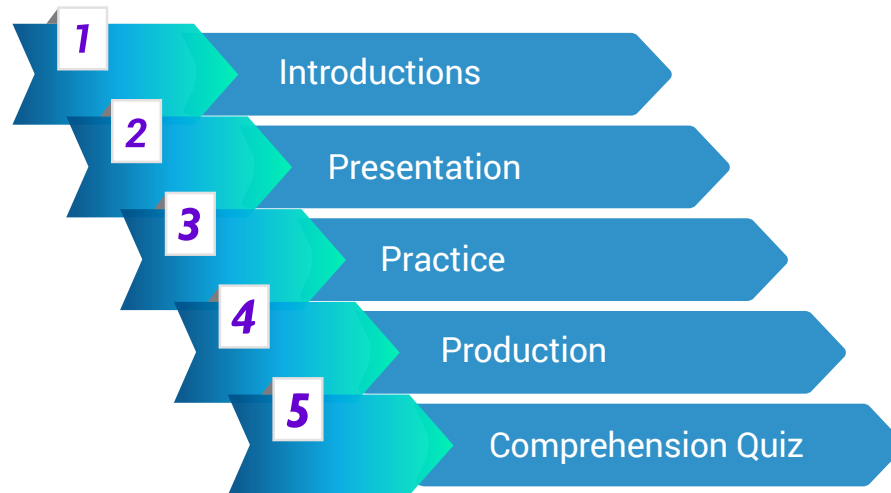 1 Introductions
2 Presentation
3 Practice
4 Production
5 Comprehension Quiz